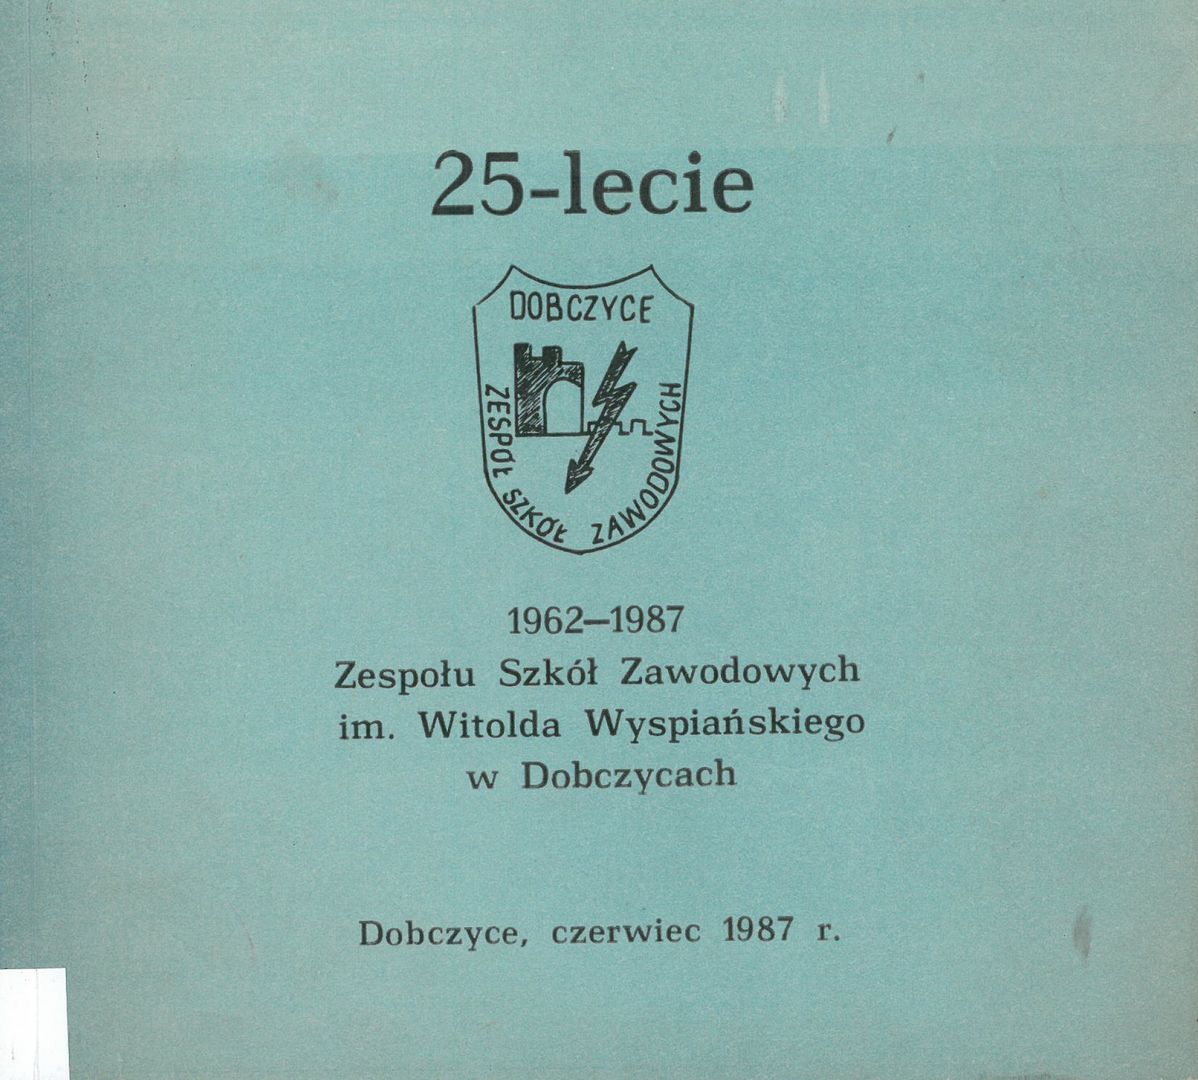 25-lecie
DOBCZYCE
ZESPÓŁ SZKÓŁ ZAWODOWYCH
1962—1987
Zespołu Szkół Zawodowych
im. Witolda Wyspiańskiego
w Dobczycach
Dobczyce, czerwiec 1987 r.